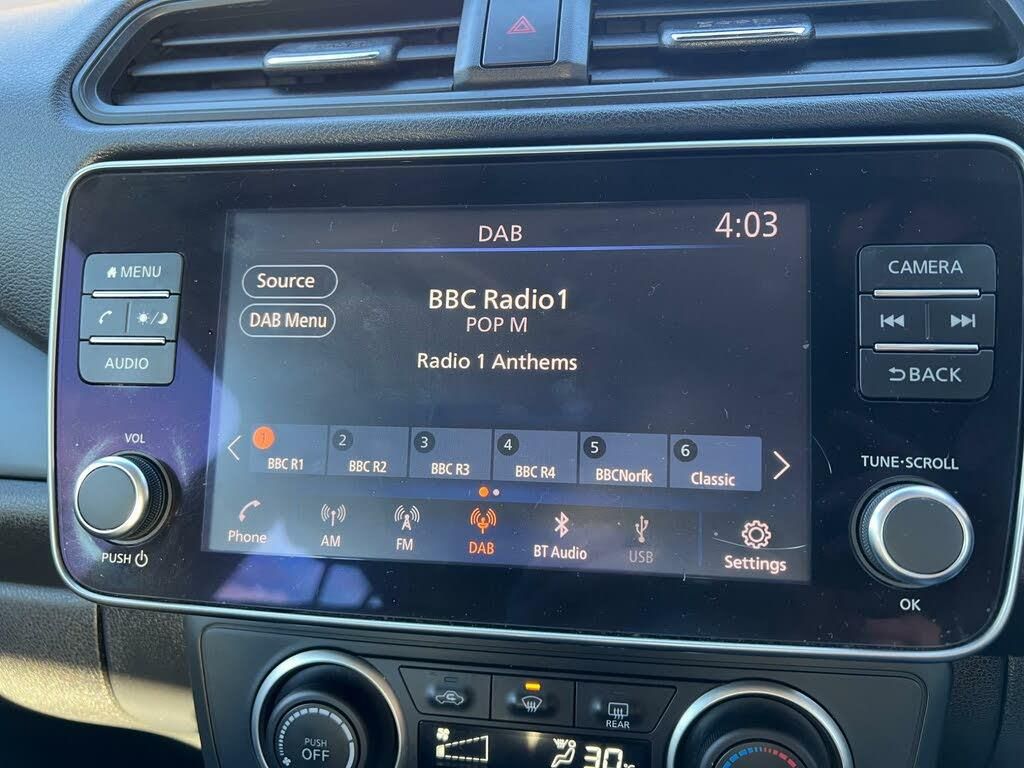 DAB
4:03
MENU
AUDIO
VOL
PUSH
Source
DAB Menu
BBC Radio1
POP M
Radio 1 Anthems
1
BBC R1
2
BBC R2
3
BBC R3
4
BBC R4
5
BBCNorfk
6
Classic
Phone
AM
FM
DAB
BT Audio
USB
Settings
CAMERA
BACK
TUNE·SCROLL
OK
PUSH
OFF
REAR
30°C